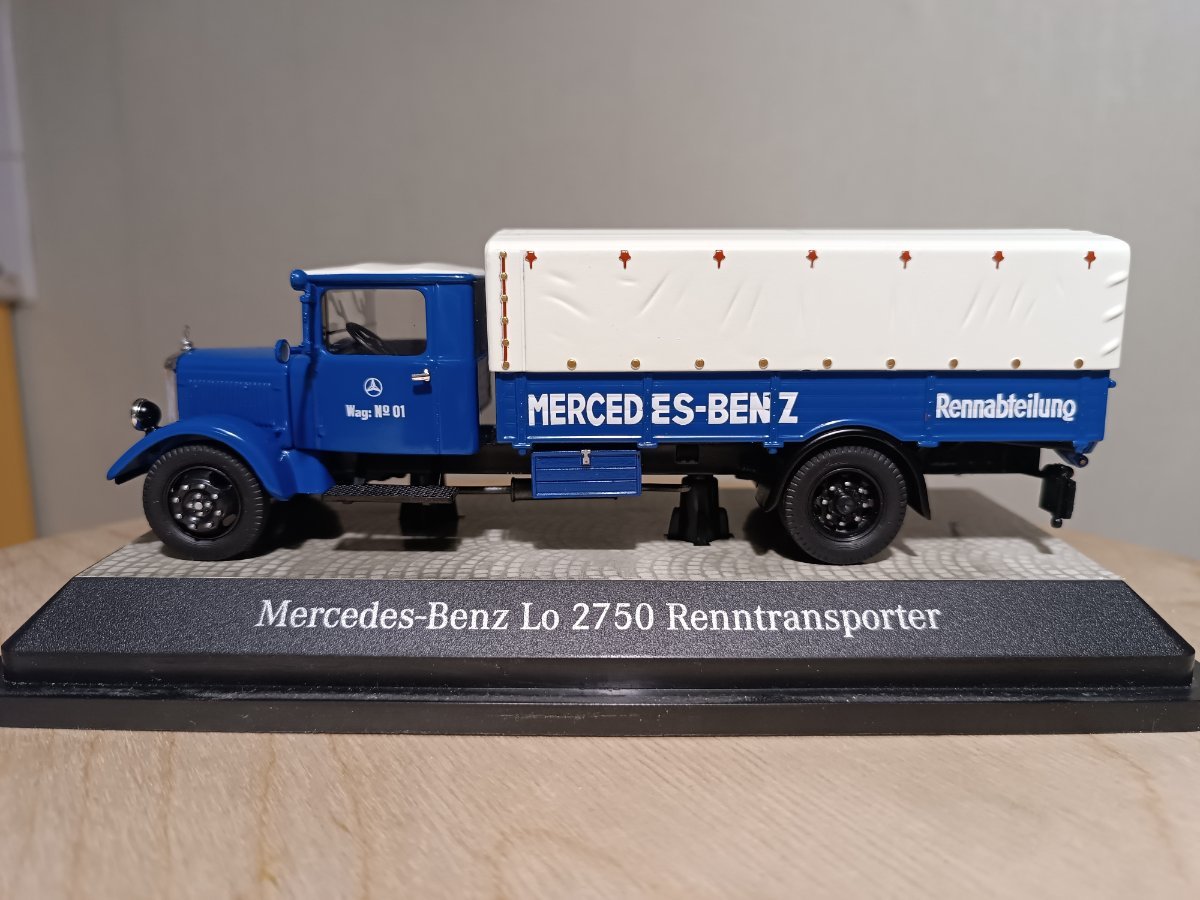 Wag: Nº 01
MERCEDES-BENZ
Rennabteilung
Mercedes-Benz Lo 2750 Renntransporter